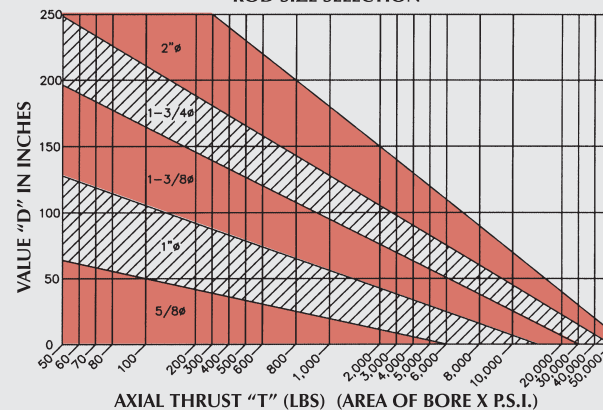 ROD SIZE SELECTION
250
200
150
100
50
0
VALUE "D" IN INCHES
2"ø
1-3/4ø
1-3/8ø
1"ø
5/8ø
50 60 70 80 100 200 300 400 500 600 800 1,000 2,000 3,000 4,000 5,000 6,000 8,000 10,000 20,000 30,000 40,000 50,000
AXIAL THRUST "T" (LBS) (AREA OF BORE X P.S.I.)